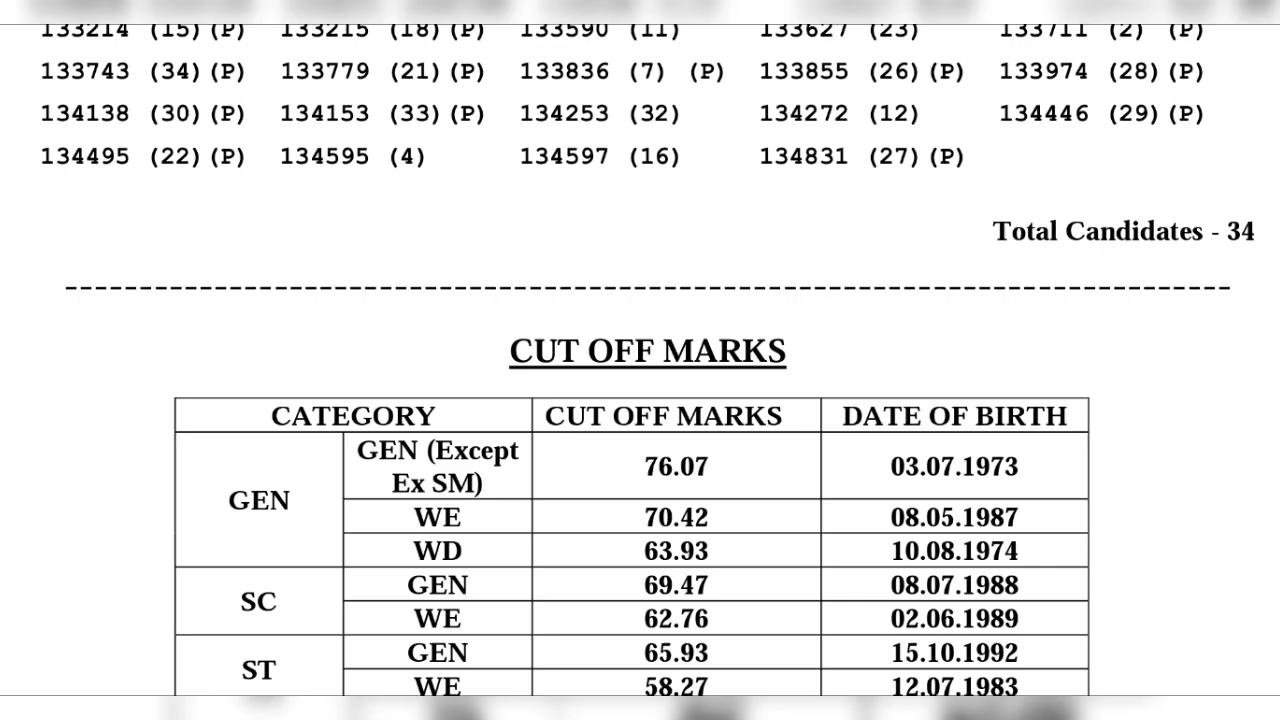 133214 (15)(P) 133215 (18)(P) 133590 (11) 133627 (23) 133711 (2) (P)
133743 (34)(P) 133779 (21)(P) 133836 (7) (P) 133855 (26)(P) 133974 (28)(P)
134138 (30)(P) 134153 (33)(P) 134253 (32) 134272 (12) 134446 (29)(P)
134495 (22)(P) 134595 (4) 134597 (16) 134831 (27)(P)
Total Candidates - 34
CUT OFF MARKS
CATEGORY CUT OFF MARKS DATE OF BIRTH
GEN GEN (Except Ex SM) 76.07 03.07.1973
WE 70.42 08.05.1987
WD 63.93 10.08.1974
SC GEN 69.47 08.07.1988
WE 62.76 02.06.1989
ST GEN 65.93 15.10.1992
WE 58.27 12.07.1983